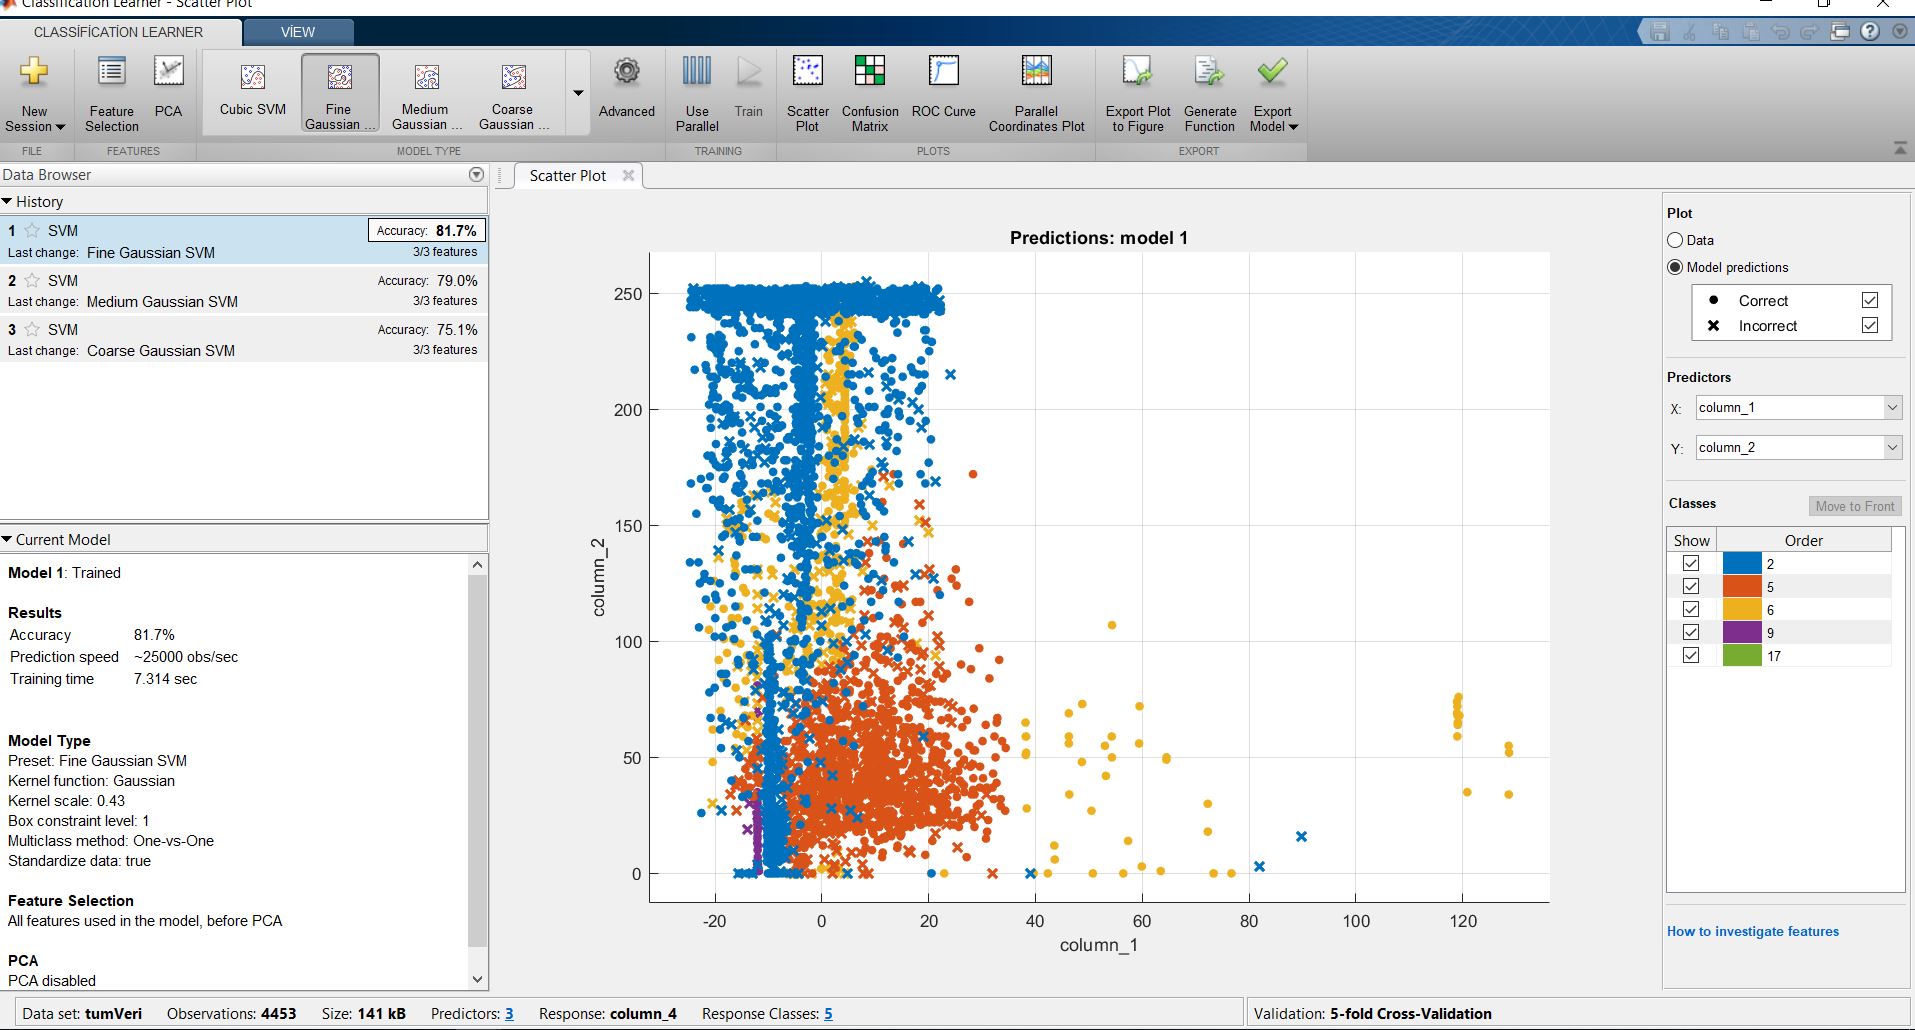 Classification Learner - Scatter Plot
CLASSİFİCATİON LEARNER
VİEW
New Session
Feature Selection
PCA
Cubic SVM
Fine Gaussian ...
Medium Gaussian ...
Coarse Gaussian ...
Advanced
Use Parallel
Train
Scatter Plot
Confusion Matrix
ROC Curve
Parallel Coordinates Plot
Export Plot to Figure
Generate Function
Export Model
FILE
FEATURES
MODEL TYPE
TRAINING
PLOTS
EXPORT
Data Browser
History
1 SVM Accuracy: 81.7%
Last change: Fine Gaussian SVM 3/3 features
2 SVM Accuracy: 79.0%
Last change: Medium Gaussian SVM 3/3 features
3 SVM Accuracy: 75.1%
Last change: Coarse Gaussian SVM 3/3 features
Current Model
Model 1: Trained
Results
Accuracy 81.7%
Prediction speed ~25000 obs/sec
Training time 7.314 sec
Model Type
Preset: Fine Gaussian SVM
Kernel function: Gaussian
Kernel scale: 0.43
Box constraint level: 1
Multiclass method: One-vs-One
Standardize data: true
Feature Selection
All features used in the model, before PCA
PCA
PCA disabled
Scatter Plot
Predictions: model 1
250
200
150
100
50
0
column_2
-20 0 20 40 60 80 100 120
column_1
Plot
Data
Model predictions
Correct
Incorrect
Predictors
X: column_1
Y: column_2
Classes
Move to Front
Show Order
2
5
6
9
17
How to investigate features
Data set: tumVeri Observations: 4453 Size: 141 kB Predictors: 3 Response: column_4 Response Classes: 5 Validation: 5-fold Cross-Validation